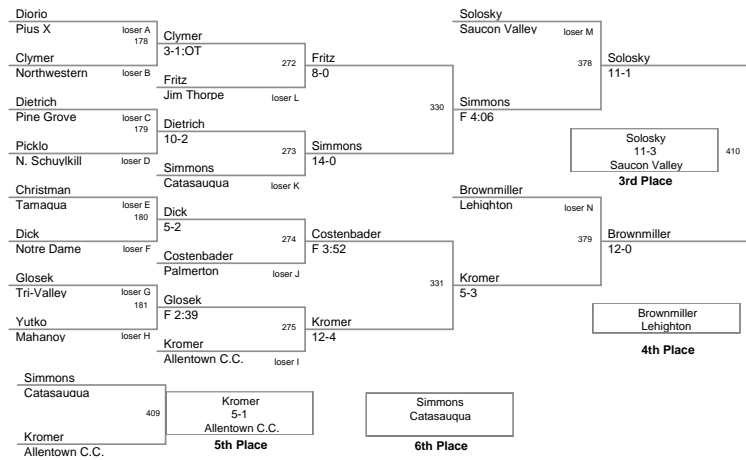 Diorio
Pius X
loser A
178
Clymer
Northwestern
loser B
Clymer
3-1;OT
272
Fritz
Jim Thorpe
loser L
Fritz
8-0
Dietrich
Pine Grove
loser C
179
Picklo
N. Schuylkill
loser D
Dietrich
10-2
273
Simmons
Catasauqua
loser K
Simmons
14-0
330
Simmons
F 4:06
Solosky
Saucon Valley
loser M
378
Solosky
11-1
Solosky
11-3
Saucon Valley
410
3rd Place
Christman
Tamaqua
loser E
180
Dick
Notre Dame
loser F
Dick
5-2
274
Costenbader
Palmerton
loser J
Costenbader
F 3:52
Glosek
Tri-Valley
loser G
181
Yutko
Mahanoy
loser H
Glosek
F 2:39
275
Kromer
Allentown C.C.
loser I
Kromer
12-4
331
Kromer
5-3
Brownmiller
Lehighton
loser N
379
Brownmiller
12-0
Brownmiller
Lehighton
4th Place
Simmons
Catasauqua
409
Kromer
Allentown C.C.
Kromer
5-1
Allentown C.C.
5th Place
Simmons
Catasauqua
6th Place